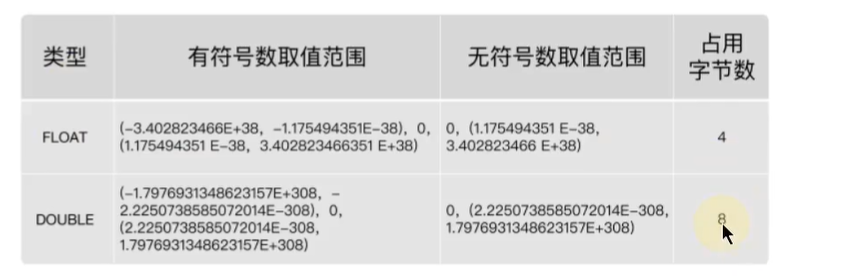 类型 有符号数取值范围 无符号数取值范围 占用
字节数
FLOAT (-3.402823466E+38, -1.175494351E-38), 0, 0, (1.175494351 E-38, 4
(1.175494351 E-38, 3.402823466351 E+38) 3.402823466 E+38)
DOUBLE (-1.7976931348623157E+308, -
2.2250738585072014E-308), 0, 0, (2.2250738585072014E-308, 8
(2.2250738585072014E-308, 1.7976931348623157E+308)
1.7976931348623157E+308)